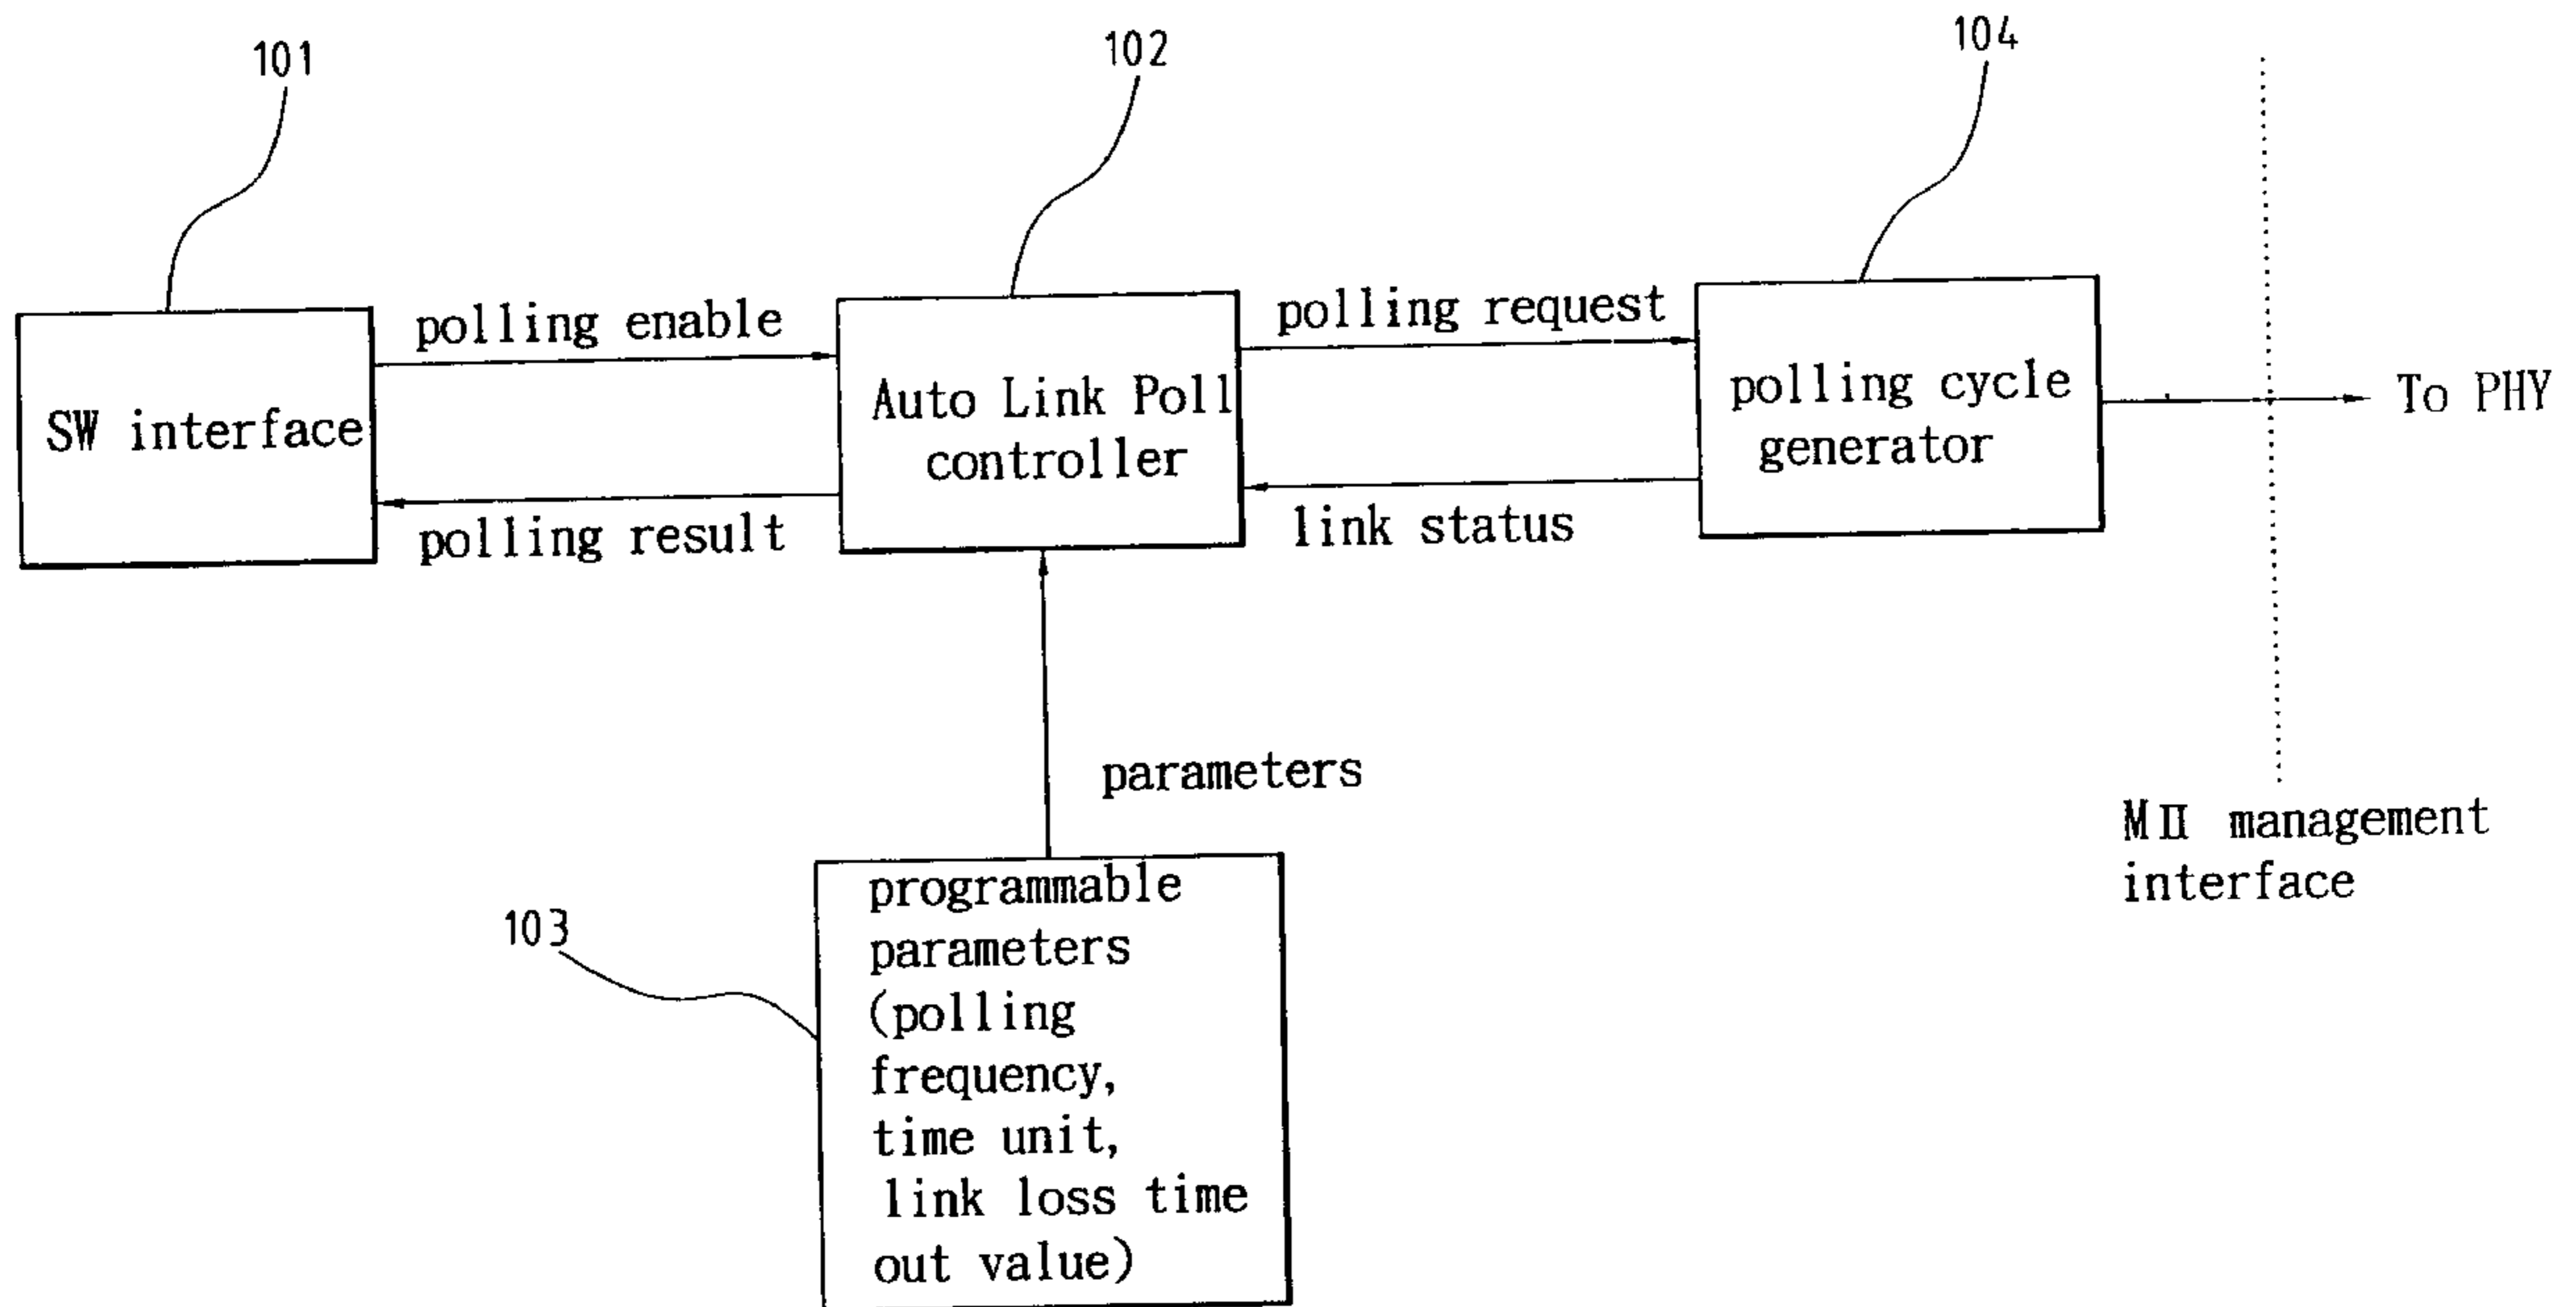 101
102
104
polling enable
polling request
SW interface
Auto Link Poll
controller
polling cycle
generator
To PHY
polling result
link status
parameters
MII management
interface
103
programmable
parameters
(polling
frequency,
time unit,
link loss time
out value)